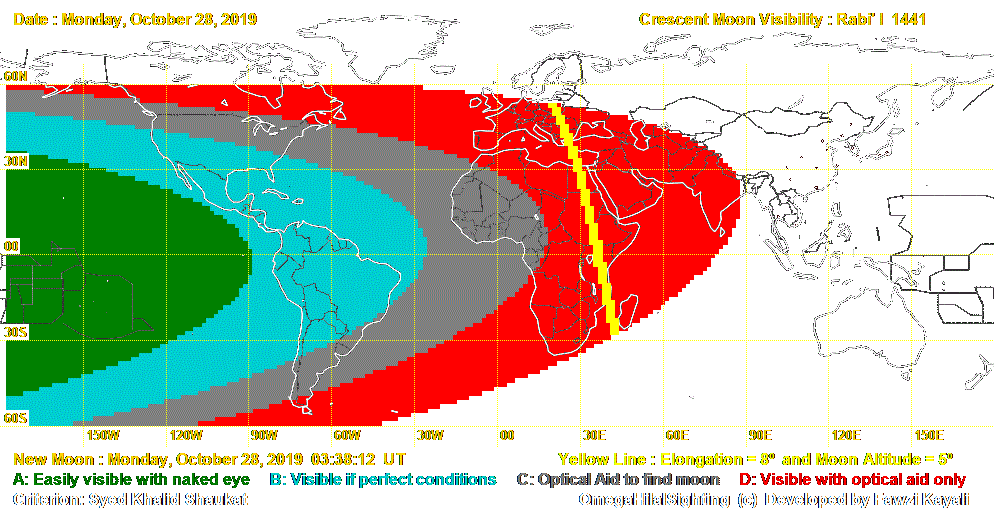 Date : Monday, October 28, 2019 Crescent Moon Visibility : Rabi' I 1441
60N
30N
00
30S
60S
150W 120W 90W 60W 30W 00 30E 60E 90E 120E 150E
New Moon : Monday, October 28, 2019 03:38:12 UT Yellow Line : Elongation = 8º and Moon Altitude = 5º
A: Easily visible with naked eye B: Visible if perfect conditions C: Optical Aid to find moon D: Visible with optical aid only
Criterion: Syed Khalid Shaukat OmegaHilalSighting (c) Developed by Fawzi Kayali